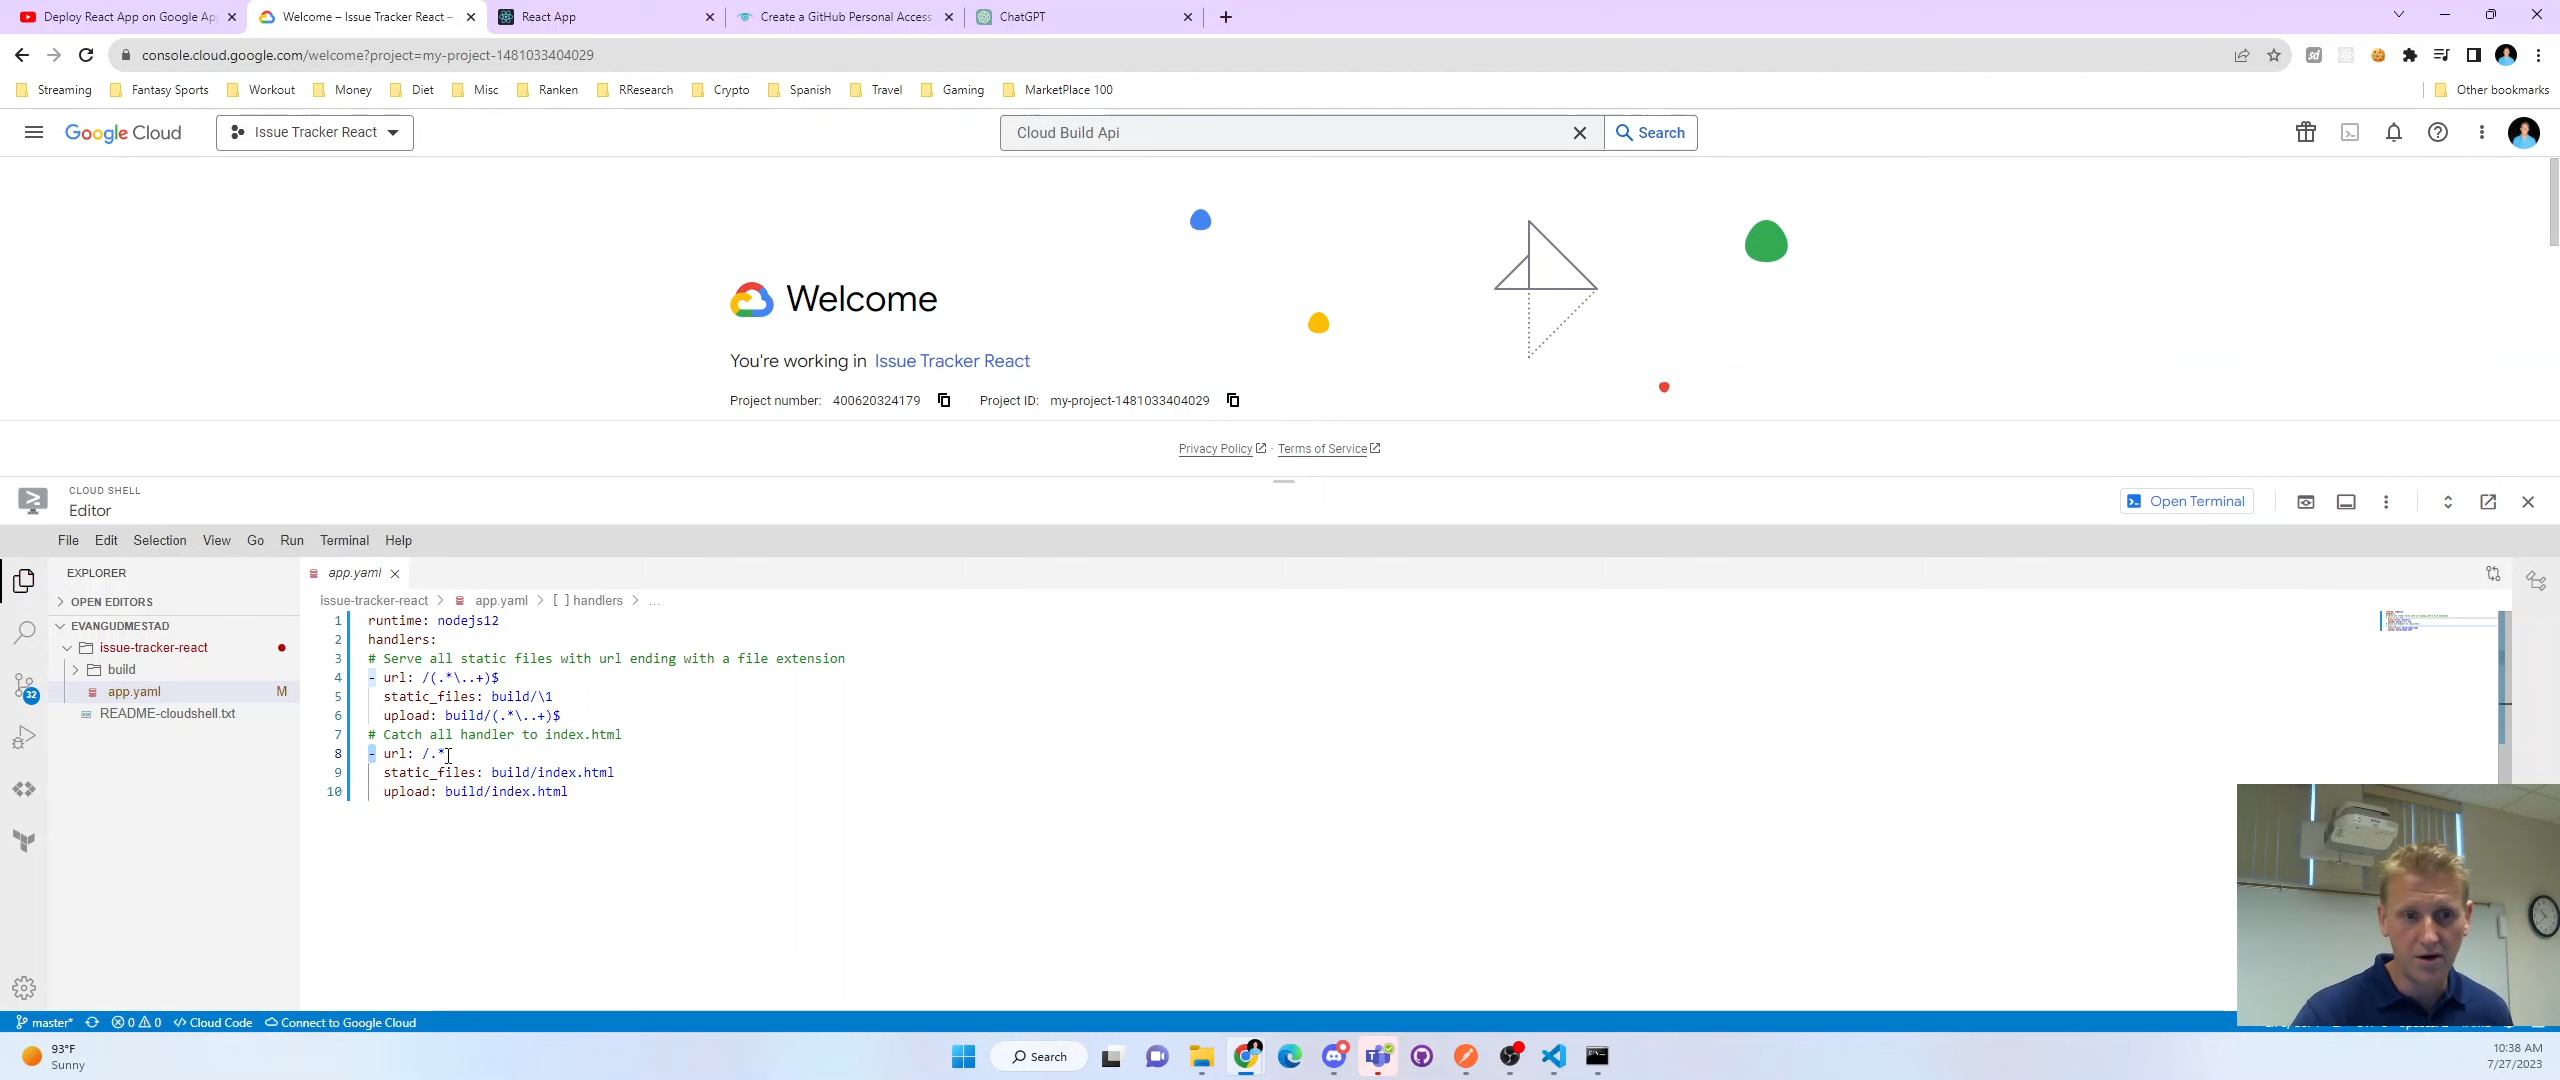 Deploy React App on Google Ap
Welcome – Issue Tracker React –
React App
Create a GitHub Personal Access
ChatGPT
console.cloud.google.com/welcome?project=my-project-1481033404029
Streaming
Fantasy Sports
Workout
Money
Diet
Misc
Ranken
RResearch
Crypto
Spanish
Travel
Gaming
MarketPlace 100
Other bookmarks
Google Cloud
Issue Tracker React
Cloud Build Api
Search
Welcome
You're working in Issue Tracker React
Project number: 400620324179
Project ID: my-project-1481033404029
Privacy Policy · Terms of Service
CLOUD SHELL
Editor
Open Terminal
File Edit Selection View Go Run Terminal Help
EXPLORER
OPEN EDITORS
EVANGUDMESTAD
issue-tracker-react
build
app.yaml M
README-cloudshell.txt
32
app.yaml
issue-tracker-react > app.yaml > [ ] handlers > ...
1 runtime: nodejs12
2 handlers:
3 # Serve all static files with url ending with a file extension
4 - url: /(.*\..+)$
5 static_files: build/\1
6 upload: build/(.*\..+)$
7 # Catch all handler to index.html
8 - url: /.*
9 static_files: build/index.html
10 upload: build/index.html
master*
0 0
Cloud Code
Connect to Google Cloud
93°F
Sunny
Search
10:38 AM
7/27/2023